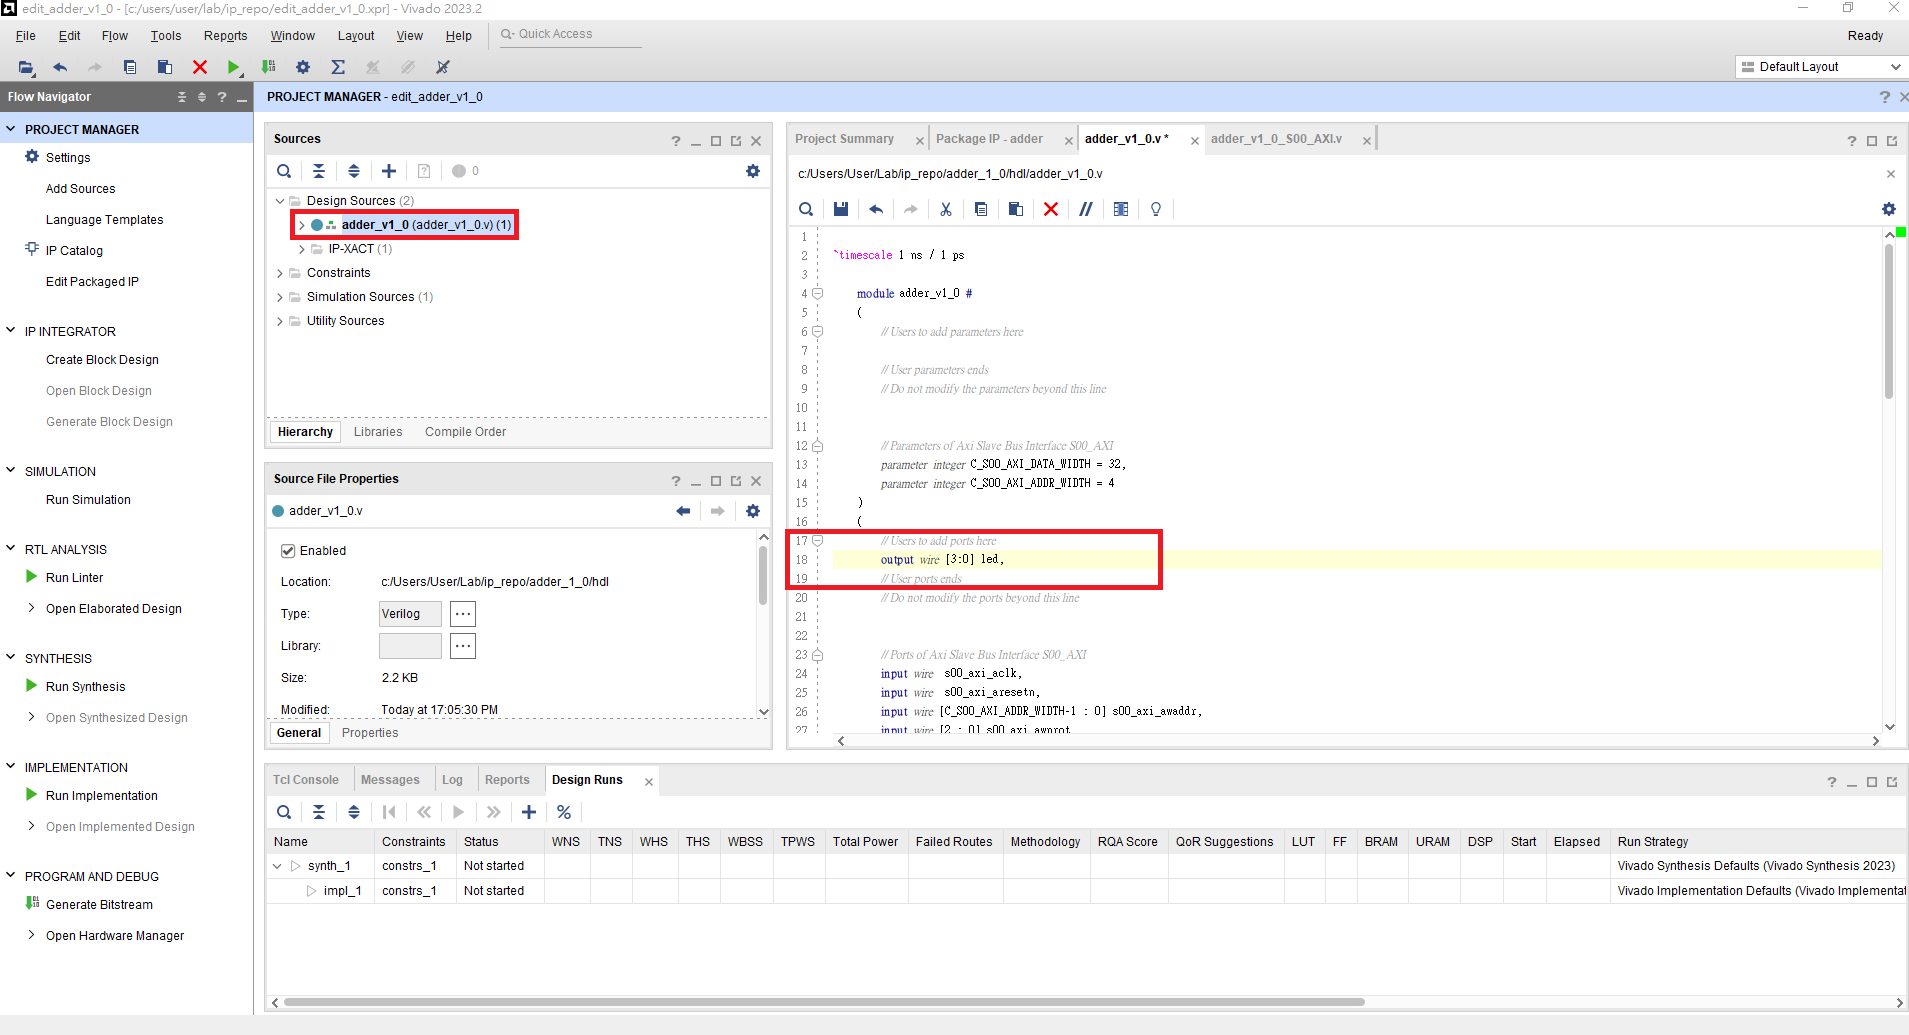 edit_adder_v1_0 - [c:/users/user/lab/ip_repo/edit_adder_v1_0.xpr] - Vivado 2023.2
File Edit Flow Tools Reports Window Layout View Help Quick Access
Ready
Default Layout
Flow Navigator
PROJECT MANAGER
Settings
Add Sources
Language Templates
IP Catalog
Edit Packaged IP
IP INTEGRATOR
Create Block Design
Open Block Design
Generate Block Design
SIMULATION
Run Simulation
RTL ANALYSIS
Run Linter
Open Elaborated Design
SYNTHESIS
Run Synthesis
Open Synthesized Design
IMPLEMENTATION
Run Implementation
Open Implemented Design
PROGRAM AND DEBUG
Generate Bitstream
Open Hardware Manager
PROJECT MANAGER - edit_adder_v1_0
Sources
0
Design Sources (2)
adder_v1_0 (adder_v1_0.v) (1)
IP-XACT (1)
Constraints
Simulation Sources (1)
Utility Sources
Hierarchy Libraries Compile Order
Source File Properties
adder_v1_0.v
Enabled
Location: c:/Users/User/Lab/ip_repo/adder_1_0/hdl
Type: Verilog ...
Library: ...
Size: 2.2 KB
Modified: Today at 17:05:30 PM
General Properties
Project Summary Package IP - adder adder_v1_0.v * adder_v1_0_S00_AXI.v
c:/Users/User/Lab/ip_repo/adder_1_0/hdl/adder_v1_0.v
1
2 `timescale 1 ns / 1 ps
3
4 module adder_v1_0 #
5 (
6 // Users to add parameters here
7
8 // User parameters ends
9 // Do not modify the parameters beyond this line
10
11
12 // Parameters of Axi Slave Bus Interface S00_AXI
13 parameter integer C_S00_AXI_DATA_WIDTH = 32,
14 parameter integer C_S00_AXI_ADDR_WIDTH = 4
15 )
16 (
17 // Users to add ports here
18 output wire [3:0] led,
19 // User ports ends
20 // Do not modify the ports beyond this line
21
22
23 // Ports of Axi Slave Bus Interface S00_AXI
24 input wire s00_axi_aclk,
25 input wire s00_axi_aresetn,
26 input wire [C_S00_AXI_ADDR_WIDTH-1 : 0] s00_axi_awaddr,
27 input wire [2 : 0] s00_axi_awprot,
Tcl Console Messages Log Reports Design Runs
Name Constraints Status WNS TNS WHS THS WBSS TPWS Total Power Failed Routes Methodology RQA Score QoR Suggestions LUT FF BRAM URAM DSP Start Elapsed Run Strategy
synth_1 constrs_1 Not started Vivado Synthesis Defaults (Vivado Synthesis 2023)
impl_1 constrs_1 Not started Vivado Implementation Defaults (Vivado Implementat